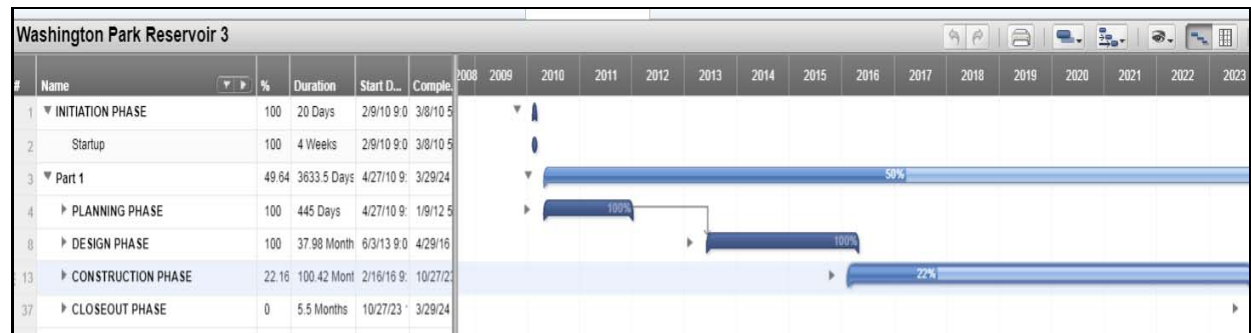 Washington Park Reservoir 3
# Name % Duration Start D... Comple. 2008 2009 2010 2011 2012 2013 2014 2015 2016 2017 2018 2019 2020 2021 2022 2023
1 INITIATION PHASE 100 20 Days 2/9/10 9:0 3/8/10 5
2 Startup 100 4 Weeks 2/9/10 9:0 3/8/10 5
3 Part 1 49.64 3633.5 Days 4/27/10 9: 3/29/24 50%
4 PLANNING PHASE 100 445 Days 4/27/10 9: 1/9/12 5 100%
8 DESIGN PHASE 100 37.98 Month 6/3/13 9:0 4/29/16 100%
13 CONSTRUCTION PHASE 22.16 100.42 Mont 2/16/16 9: 10/27/23 22%
37 CLOSEOUT PHASE 0 5.5 Months 10/27/23 3/29/24